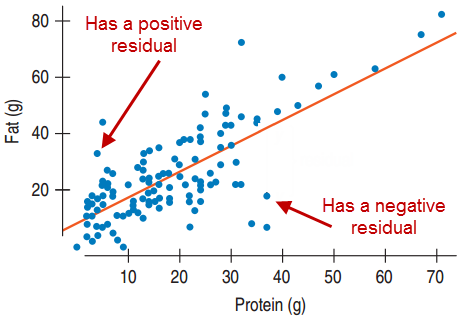 80
Has a positive
residual
60
Fat (g)
40
20
Has a negative
residual
10 20 30 40 50 60 70
Protein (g)